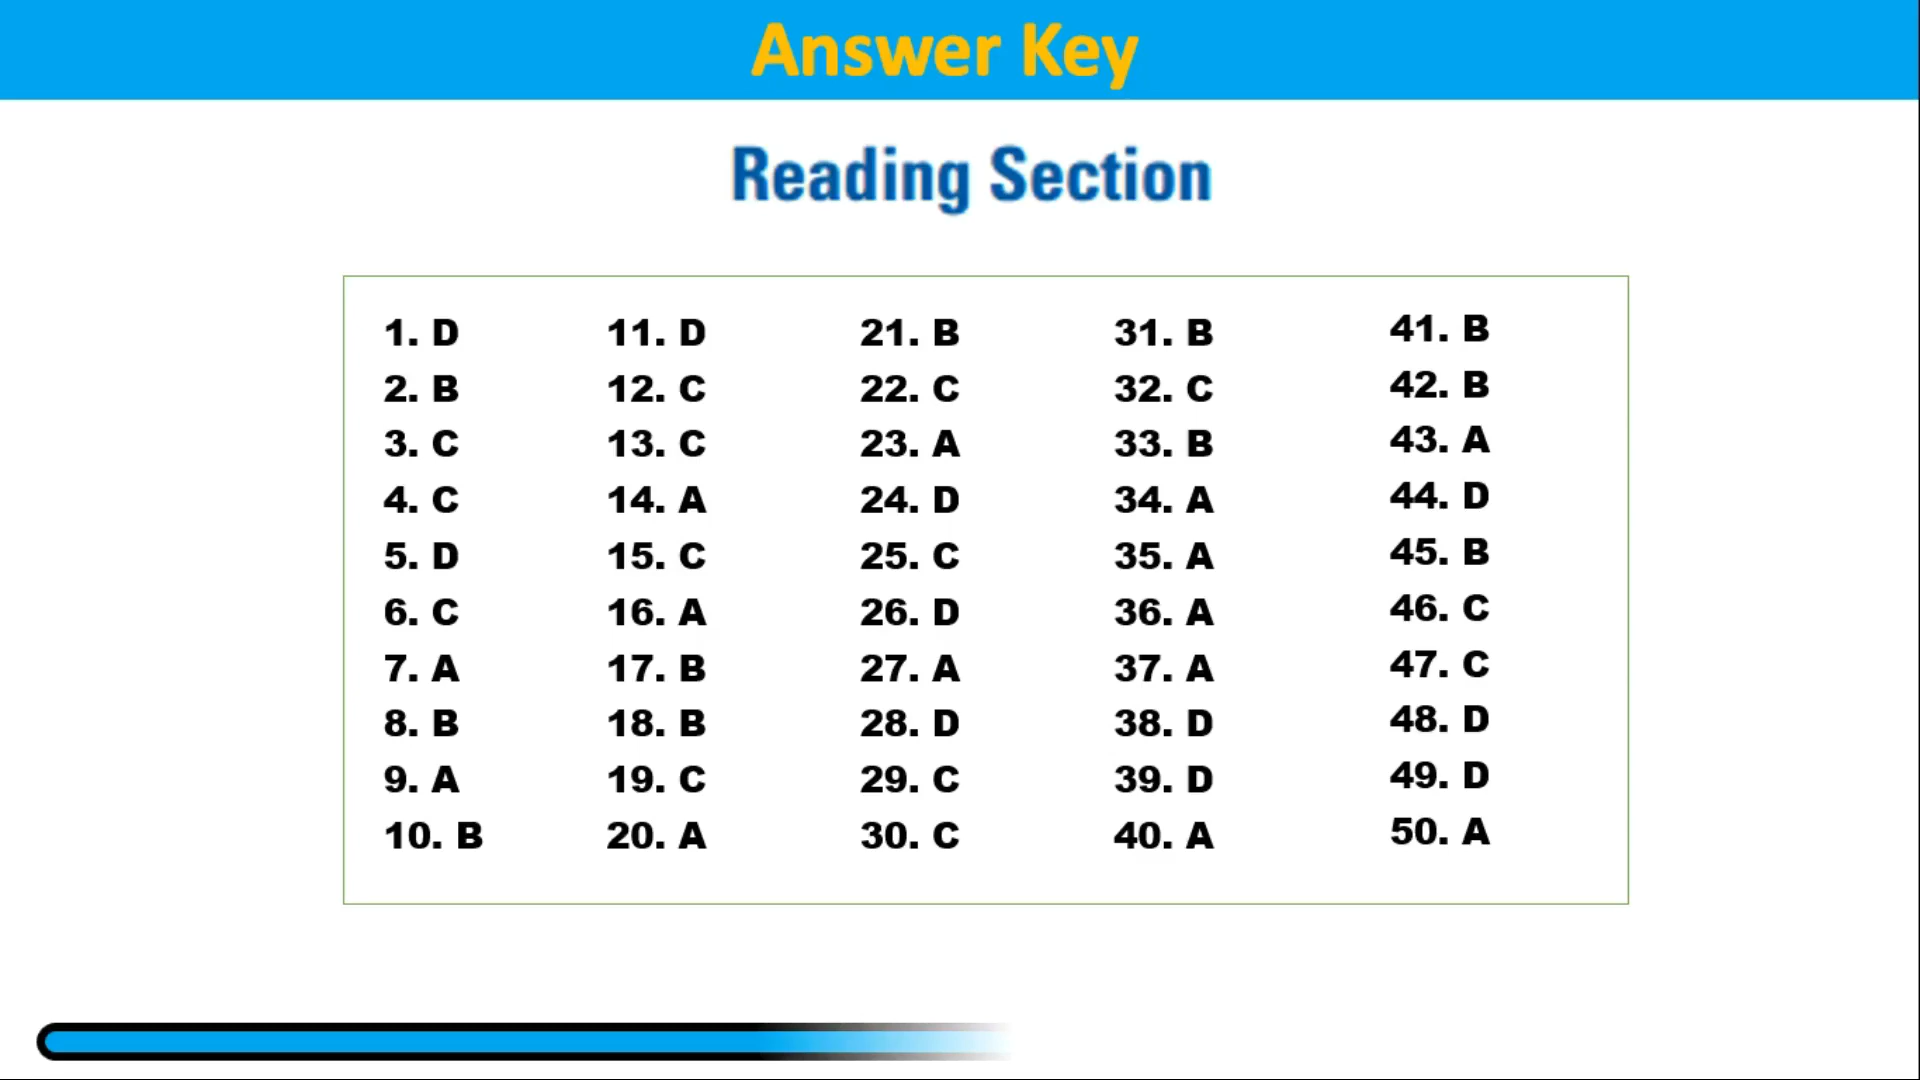 Answer Key
Reading Section
1. D
2. B
3. C
4. C
5. D
6. C
7. A
8. B
9. A
10. B
11. D
12. C
13. C
14. A
15. C
16. A
17. B
18. B
19. C
20. A
21. B
22. C
23. A
24. D
25. C
26. D
27. A
28. D
29. C
30. C
31. B
32. C
33. B
34. A
35. A
36. A
37. A
38. D
39. D
40. A
41. B
42. B
43. A
44. D
45. B
46. C
47. C
48. D
49. D
50. A